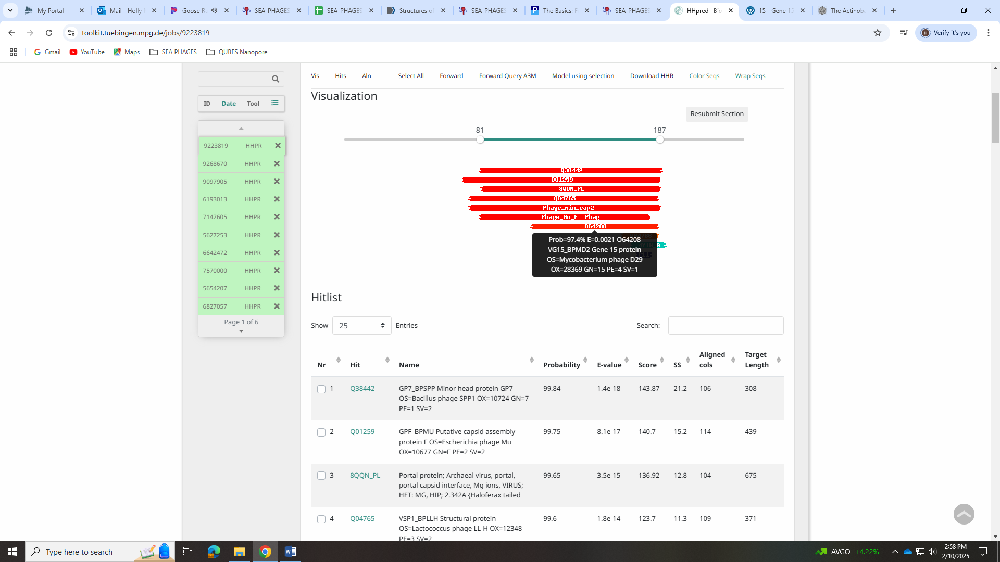 My Portal
Mail - Holly
Goose Ra
SEA-PHAGES
SEA-PHAGES
Structures of
SEA-PHAGES
The Basics: F
SEA-PHAGES
HHpred | Bio
15 - Gene 15
The Actinoba
toolkit.tuebingen.mpg.de/jobs/9223819
Verify it's you
Gmail
YouTube
Maps
SEA PHAGES
QUBES Nanopore
Vis Hits Aln Select All Forward Forward Query A3M Model using selection Download HHR Color Seqs Wrap Seqs
ID Date Tool
9223819 HHPR
9268670 HHPR
9097905 HHPR
6193013 HHPR
7142605 HHPR
5627253 HHPR
6642472 HHPR
7570000 HHPR
5654207 HHPR
6827057 HHPR
Page 1 of 6
Visualization
Resubmit Section
81 187
Q38442
Q01259
8QQN_PL
Q04765
Phage_min_cap2
Phage_Mu_F Phag
O64208
Prob=97.4% E=0.0021 O64208
VG15_BPMD2 Gene 15 protein
OS=Mycobacterium phage D29
OX=28369 GN=15 PE=4 SV=1
Hitlist
Show 25 Entries Search:
Nr Hit Name Probability E-value Score SS Aligned cols Target Length
1 Q38442 GP7_BPSPP Minor head protein GP7 99.84 1.4e-18 143.87 21.2 106 308
OS=Bacillus phage SPP1 OX=10724 GN=7
PE=1 SV=2
2 Q01259 GPF_BPMU Putative capsid assembly 99.75 8.1e-17 140.7 15.2 114 439
protein F OS=Escherichia phage Mu
OX=10677 GN=F PE=2 SV=2
3 8QQN_PL Portal protein; Archaeal virus, portal, 99.65 3.5e-15 136.92 12.8 104 675
portal capsid interface, Mg ions, VIRUS;
HET: MG, HIP; 2.342A {Haloferax tailed
4 Q04765 VSP1_BPLLH Structural protein 99.6 1.8e-14 123.7 11.3 109 371
OS=Lactococcus phage LL-H OX=12348
PE=3 SV=2
Type here to search
AVGO +4.22%
2:58 PM
2/10/2025